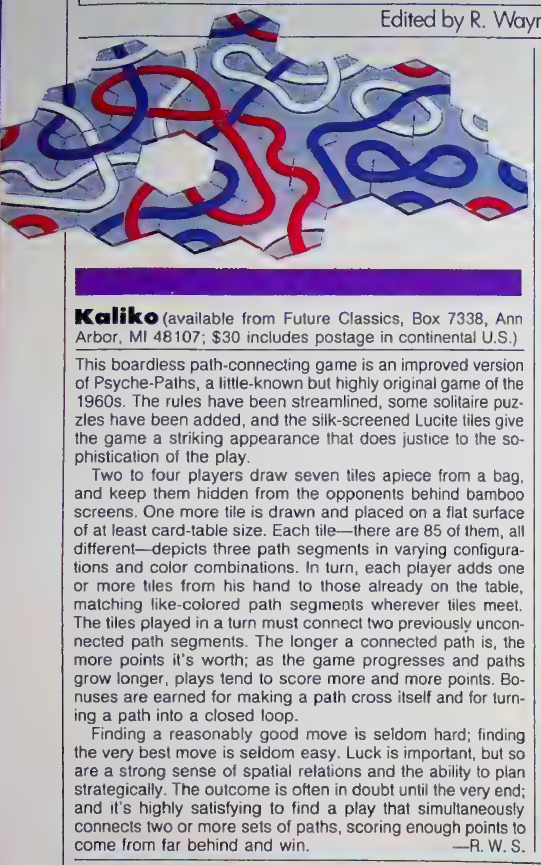 Edited by R. Wayn
Kaliko (available from Future Classics, Box 7338, Ann
Arbor, MI 48107; $30 includes postage in continental U.S.)
This boardless path-connecting game is an improved version
of Psyche-Paths, a little-known but highly original game of the
1960s. The rules have been streamlined, some solitaire puz-
zles have been added, and the silk-screened Lucite tiles give
the game a striking appearance that does justice to the so-
phistication of the play.
Two to four players draw seven tiles apiece from a bag,
and keep them hidden from the opponents behind bamboo
screens. One more tile is drawn and placed on a flat surface
of at least card-table size. Each tile—there are 85 of them, all
different—depicts three path segments in varying configura-
tions and color combinations. In turn, each player adds one
or more tiles from his hand to those already on the table,
matching like-colored path segments wherever tiles meet.
The tiles played in a turn must connect two previously uncon-
nected path segments. The longer a connected path is, the
more points it's worth; as the game progresses and paths
grow longer, plays tend to score more and more points. Bo-
nuses are earned for making a path cross itself and for turn-
ing a path into a closed loop.
Finding a reasonably good move is seldom hard; finding
the very best move is seldom easy. Luck is important, but so
are a strong sense of spatial relations and the ability to plan
strategically. The outcome is often in doubt until the very end;
and it's highly satisfying to find a play that simultaneously
connects two or more sets of paths, scoring enough points to
come from far behind and win. —R. W. S.